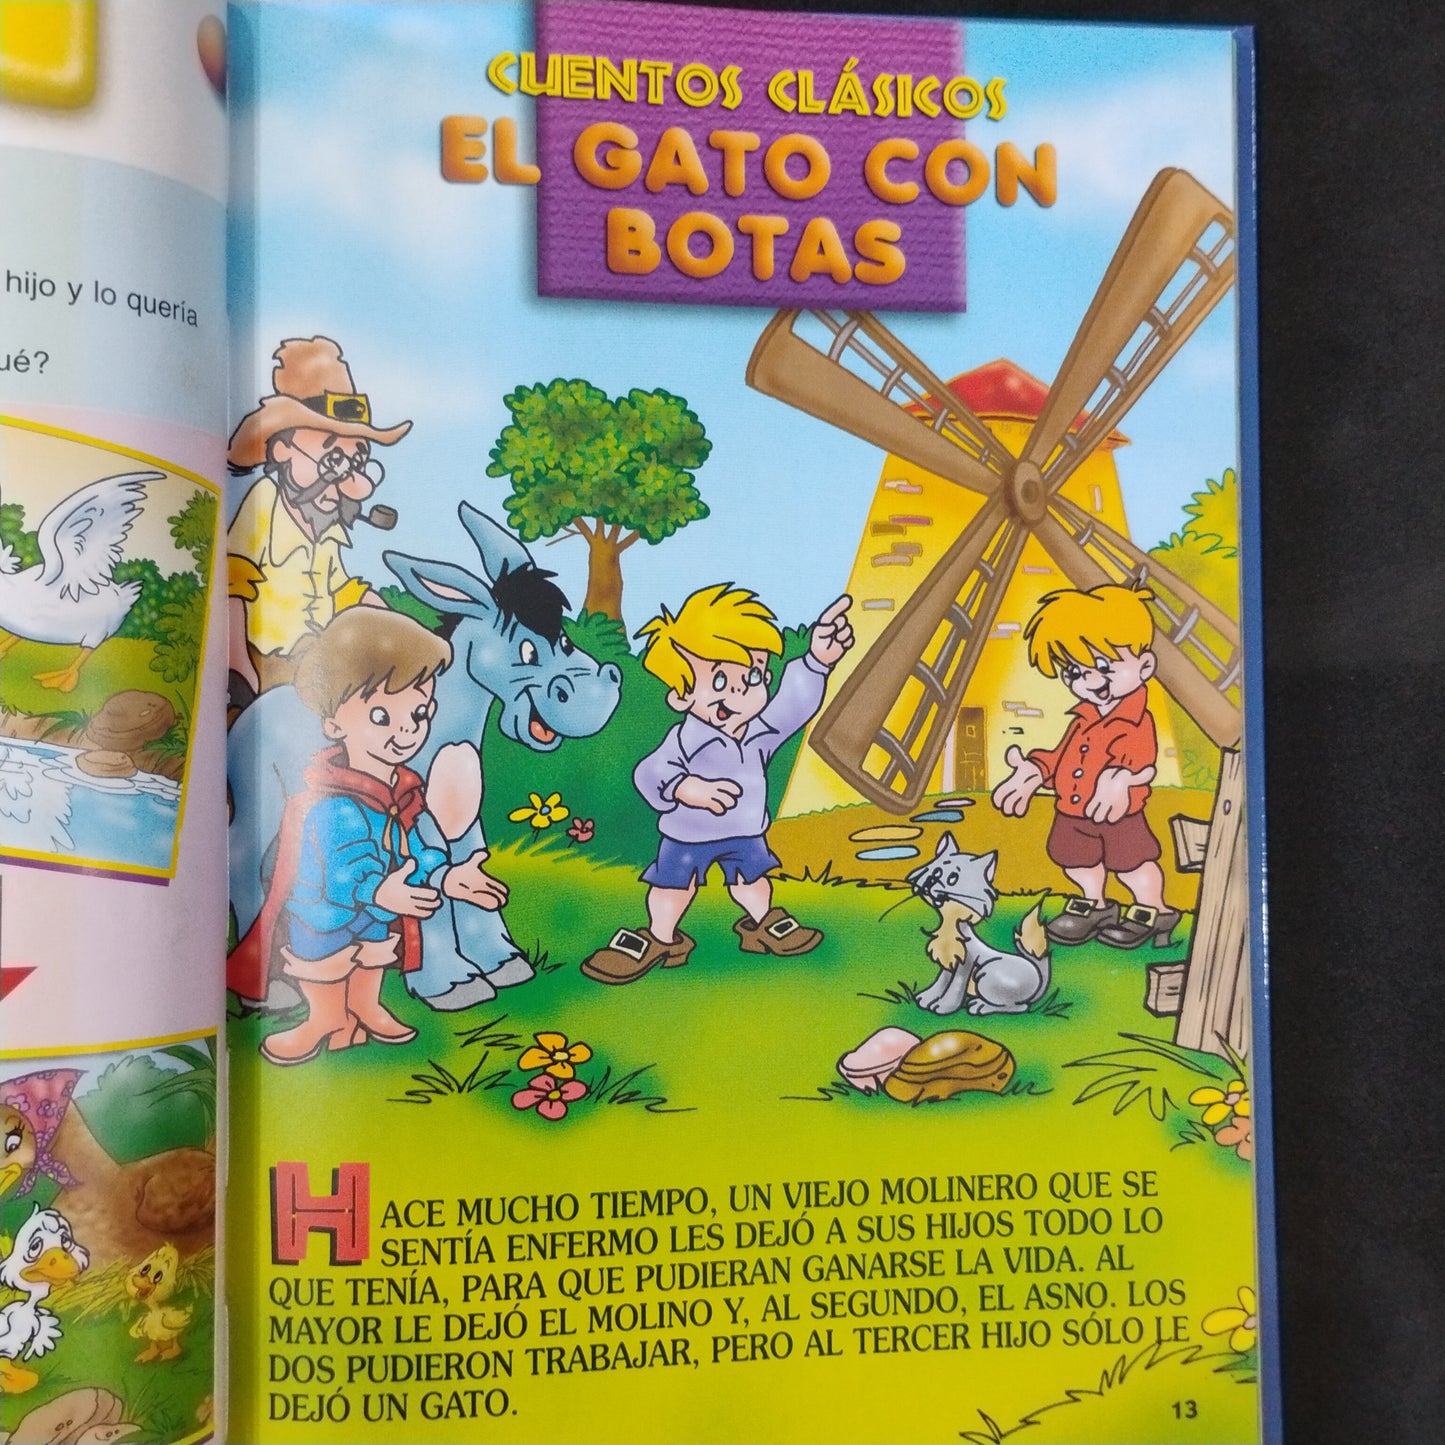 hijo y lo quería
ué?
CUENTOS CLÁSICOS
EL GATO CON
BOTAS
HACE MUCHO TIEMPO, UN VIEJO MOLINERO QUE SE
SENTÍA ENFERMO LES DEJÓ A SUS HIJOS TODO LO
QUE TENÍA, PARA QUE PUDIERAN GANARSE LA VIDA. AL
MAYOR LE DEJÓ EL MOLINO Y, AL SEGUNDO, EL ASNO. LOS
DOS PUDIERON TRABAJAR, PERO AL TERCER HIJO SÓLO LE
DEJÓ UN GATO.
13